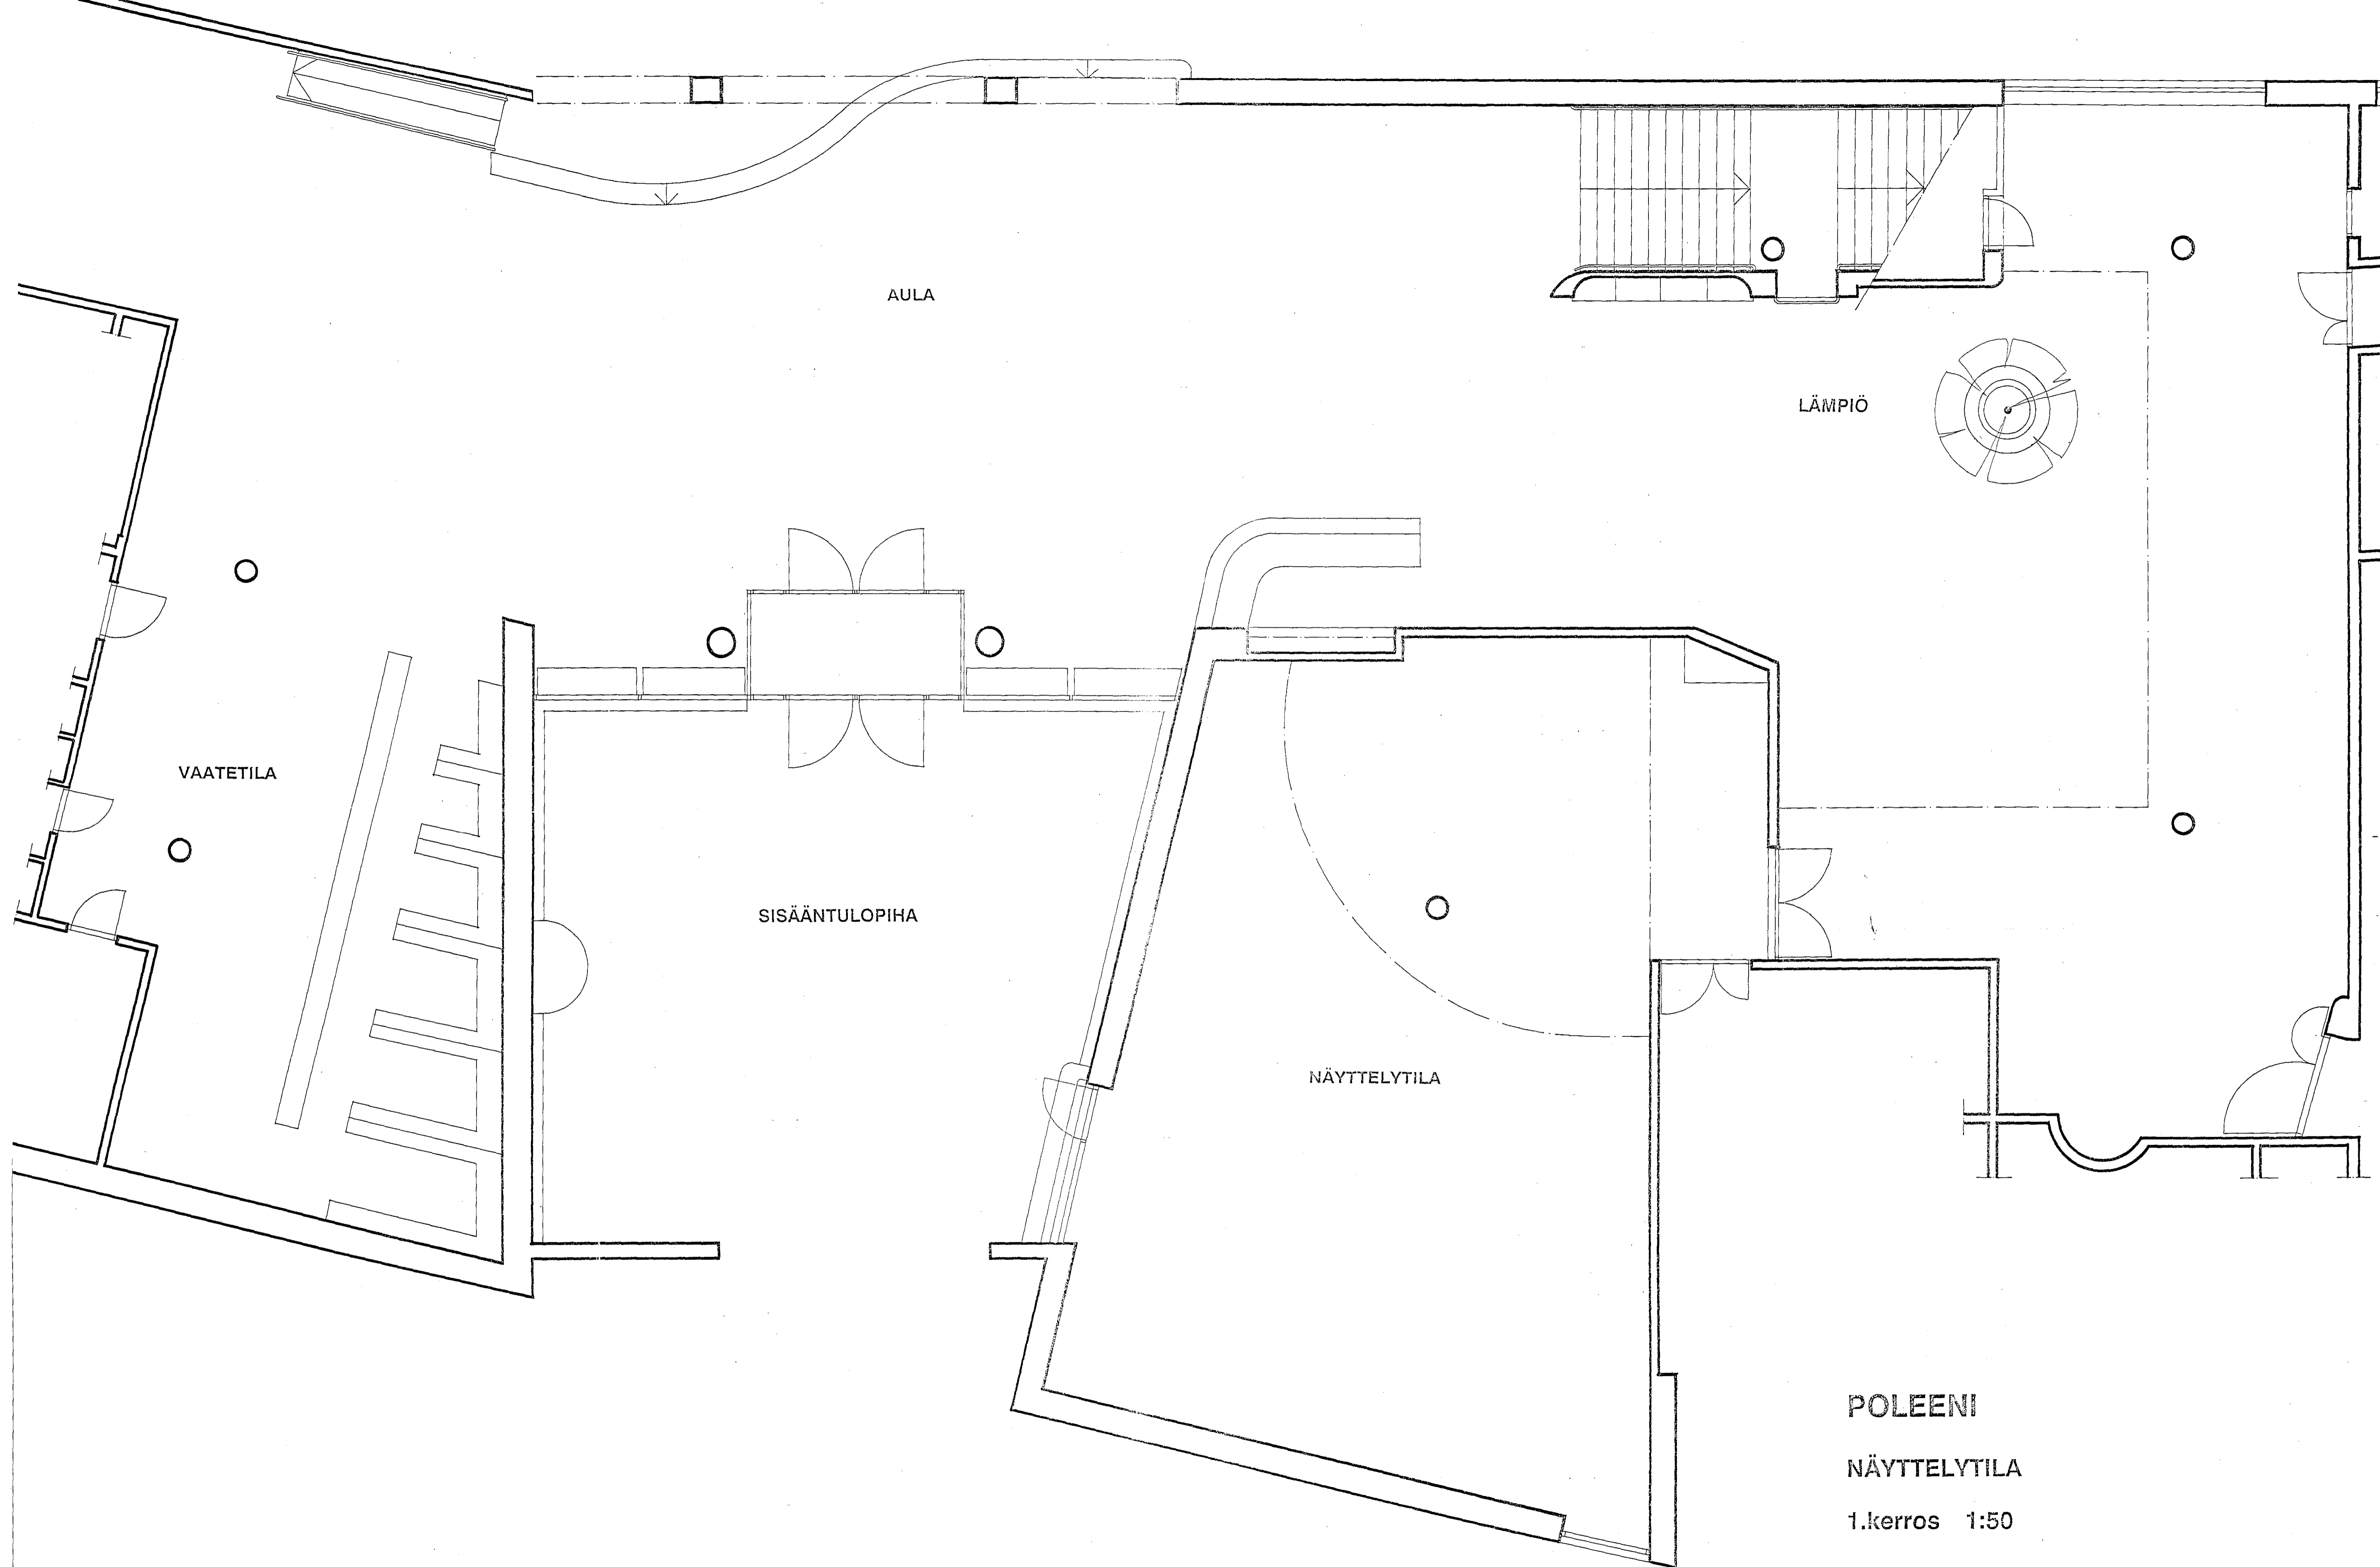 AULA
LÄMPIÖ
VAATETILA
SISÄÄNTULOPIHA
NÄYTTELYTILA
POLEENI
NÄYTTELYTILA
1.kerros 1:50